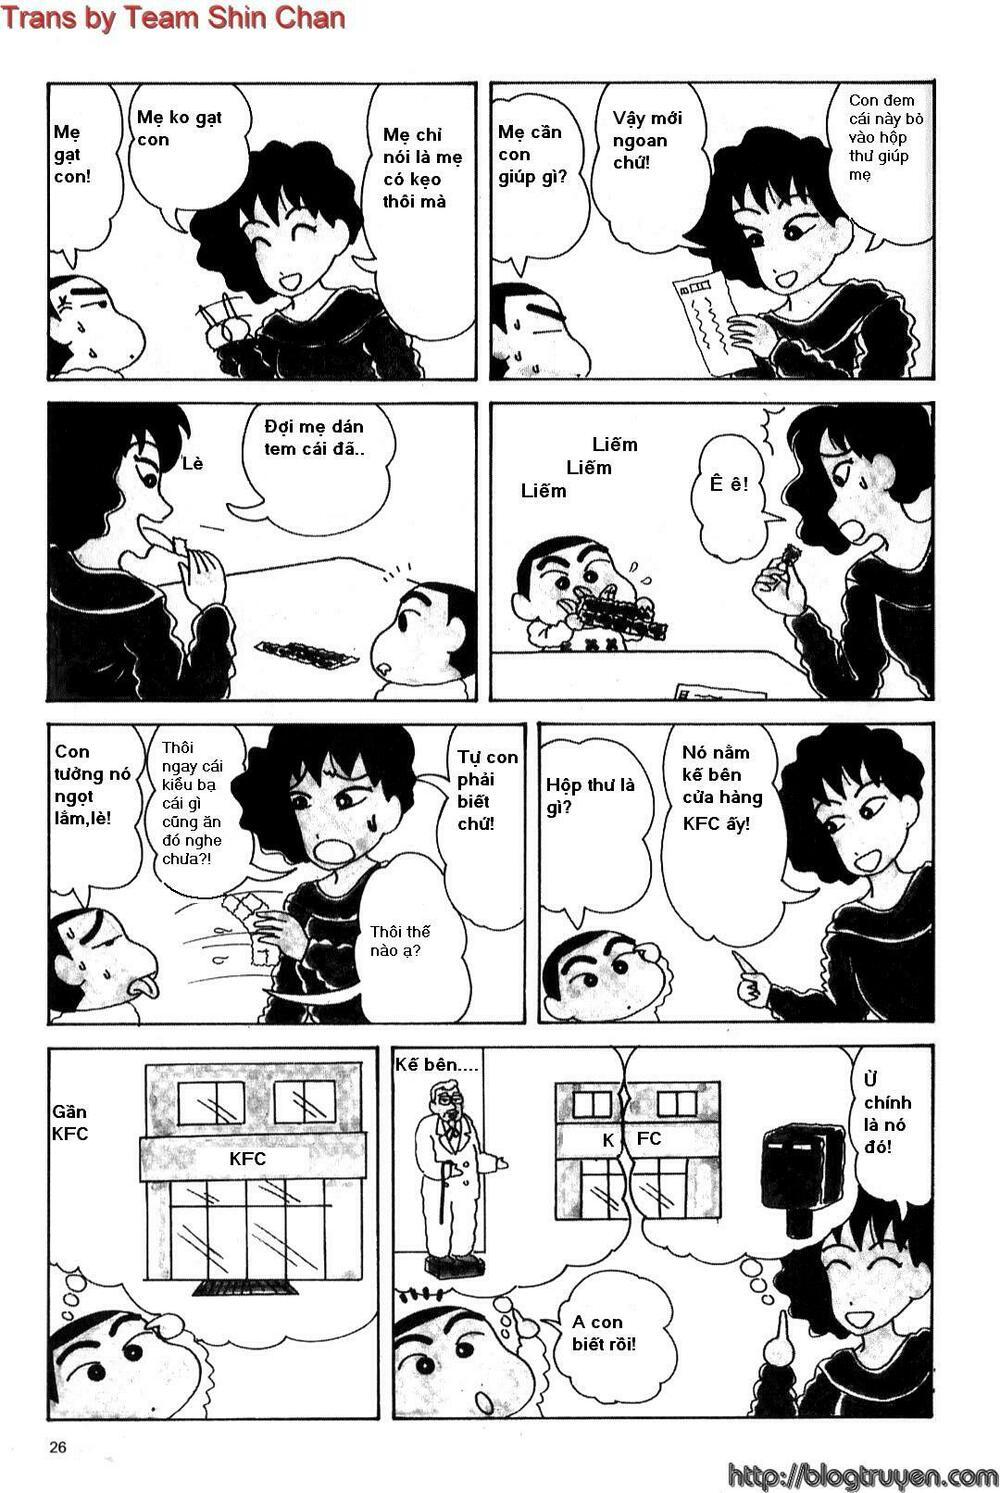 Trans by Team Shin Chan
Mẹ
gạt
con!
Mẹ ko gạt
con
Mẹ chỉ
nói là mẹ
có kẹo
thôi mà
Mẹ cần
con
giúp gì?
Vậy mới
ngoan
chứ!
Con đem
cái này bỏ
vào hộp
thư giúp
mẹ
Lè
Đợi mẹ dán
tem cái đã..
Liếm
Liếm
Liếm
Ê ê!
Con
tưởng nó
ngọt
lắm,lè!
Thôi
ngay cái
kiểu bạ
cái gì
cũng ăn
đó nghe
chưa?!
Tự con
phải
biết
chứ!
Thôi thế
nào ạ?
Hộp thư là
gì?
Nó nằm
kế bên
cửa hàng
KFC ấy!
Gần
KFC
KFC
Kế bên....
K FC
A con
biết rồi!
Ừ
chính
là nó
đó!
26
http://blogtruyen.com